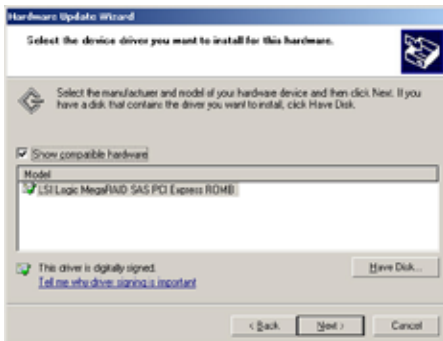 Hardware Update Wizard
Select the device driver you want to install for this hardware.
Select the manufacturer and model of your hardware device and then click Next. If you
have a disk that contains the driver you want to install, click Have Disk.
Show compatible hardware
Model
LSI Logic MegaRAID SAS PCI Express ROMB
This driver is digitally signed.
Have Disk...
Tell me why driver signing is important
< Back
Next >
Cancel